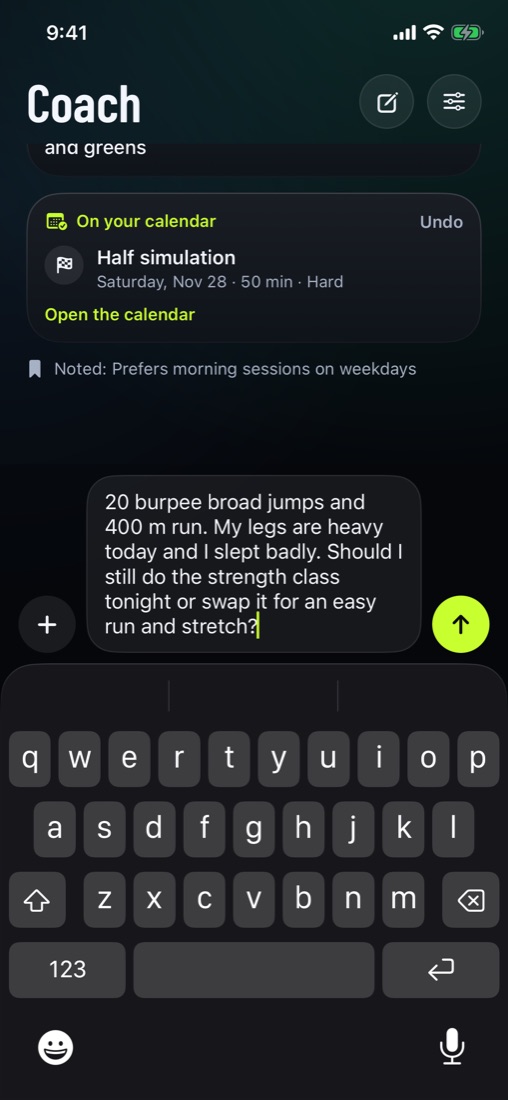 9:41
Coach
and greens
On your calendar
Undo
Half simulation
Saturday, Nov 28 · 50 min · Hard
Open the calendar
Noted: Prefers morning sessions on weekdays
20 burpee broad jumps and
400 m run. My legs are heavy
today and I slept badly. Should I
still do the strength class
tonight or swap it for an easy
run and stretch?
q w e r t y u i o p
a s d f g h j k l
z x c v b n m
123